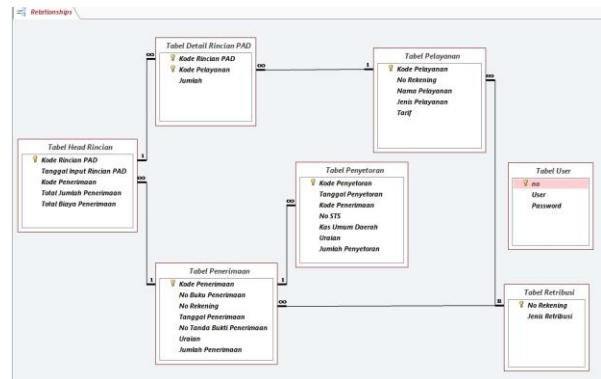 Relationships
Tabel Detail Rincian PAD
Kode Rincian PAD
Kode Pelayanan
Jumlah
Tabel Pelayanan
Kode Pelayanan
No Rekening
Nama Pelayanan
Jenis Pelayanan
Tarif
Tabel Head Rincian
Kode Rincian PAD
Tanggal Input Rincian PAD
Kode Penerimaan
Total Jumlah Penerimaan
Total Biaya Penerimaan
Tabel Penyetoran
Kode Penyetoran
Tanggal Penyetoran
Kode Penerimaan
No STS
Kas Umum Daerah
Uraian
Jumlah Penyetoran
Tabel User
no
User
Password
Tabel Penerimaan
Kode Penerimaan
No Buku Penerimaan
No Rekening
Tanggal Penerimaan
No Tanda Bukti Penerimaan
Uraian
Jumlah Penerimaan
Tabel Retribusi
No Rekening
Jenis Retribusi